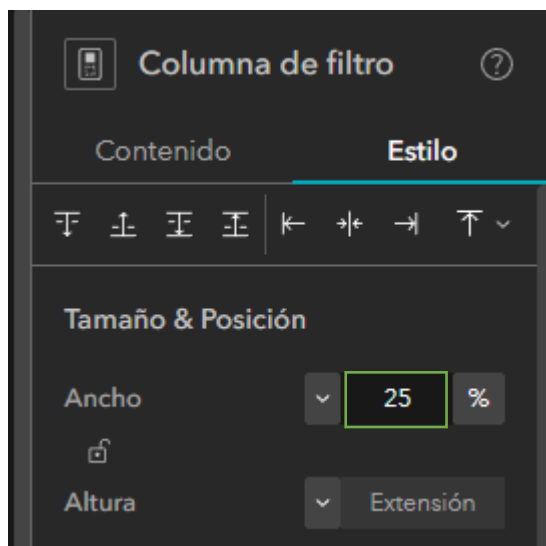 Columna de filtro ?
Contenido Estilo
Tamaño & Posición
Ancho 25 %
Altura Extensión